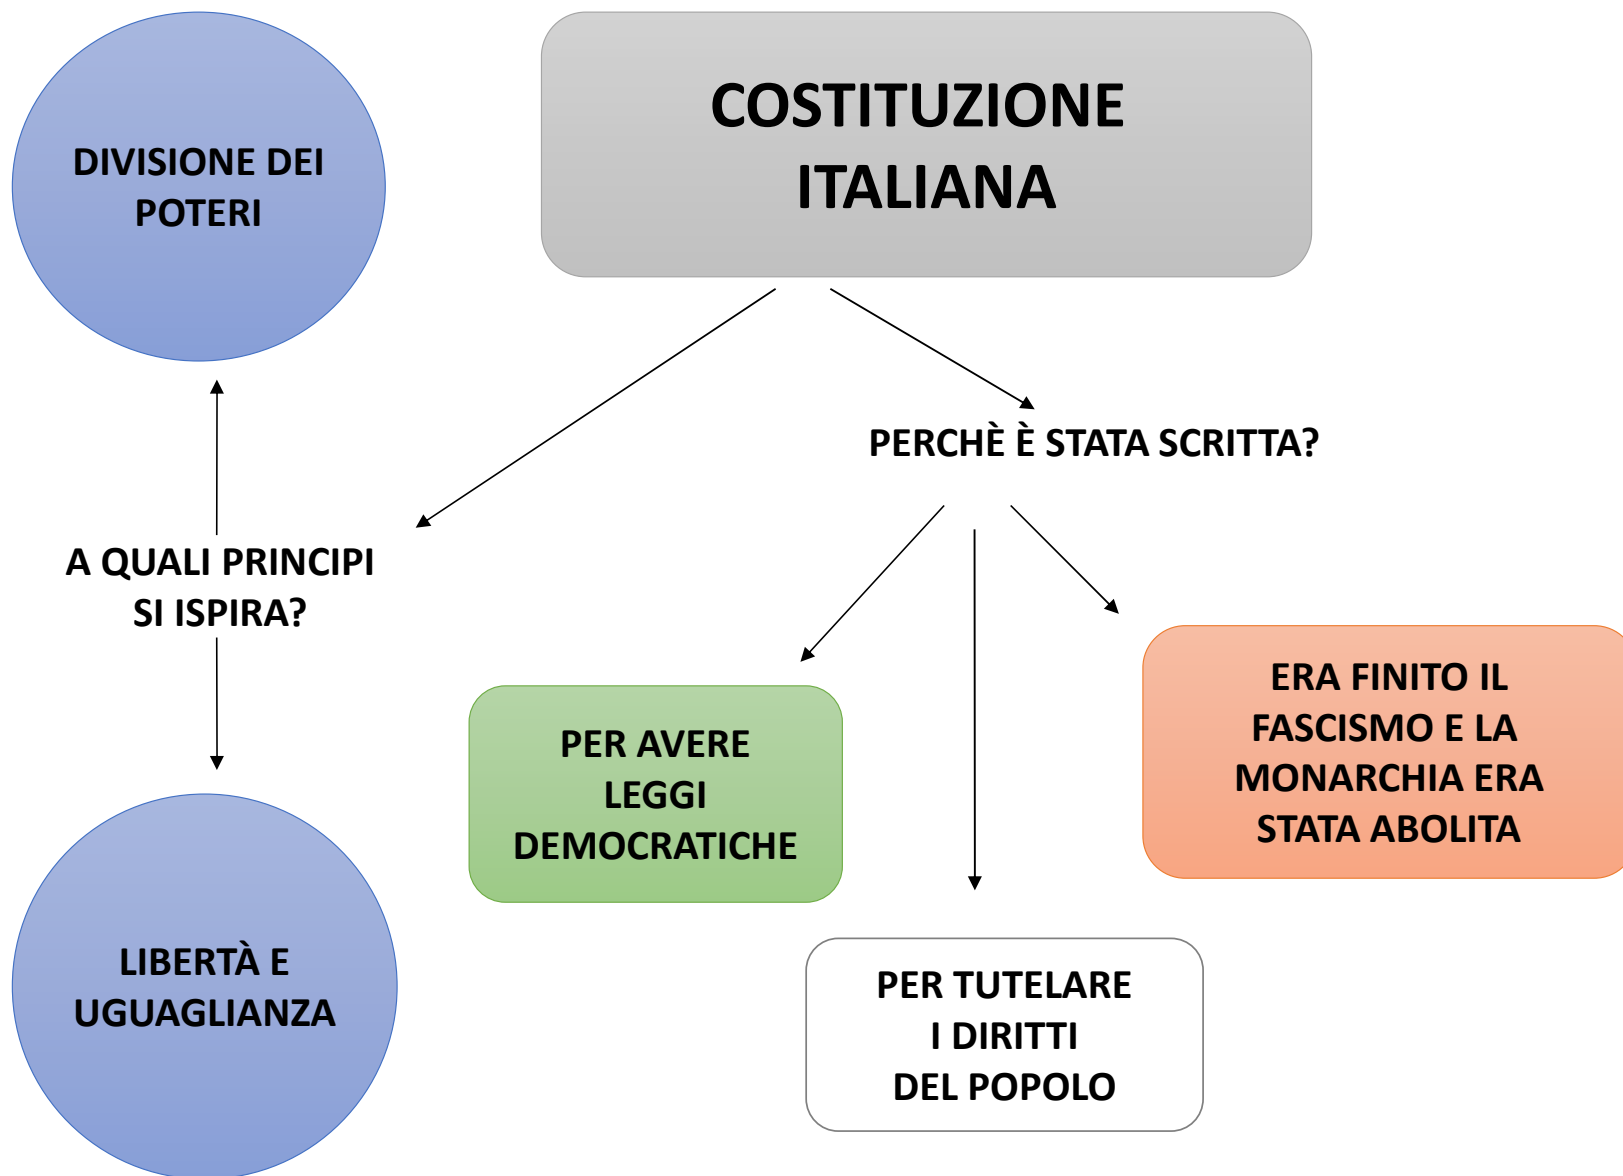 COSTITUZIONE
ITALIANA
DIVISIONE DEI
POTERI
A QUALI PRINCIPI
SI ISPIRA?
LIBERTÀ E
UGUAGLIANZA
PERCHÈ È STATA SCRITTA?
PER AVERE
LEGGI
DEMOCRATICHE
PER TUTELARE
I DIRITTI
DEL POPOLO
ERA FINITO IL
FASCISMO E LA
MONARCHIA ERA
STATA ABOLITA